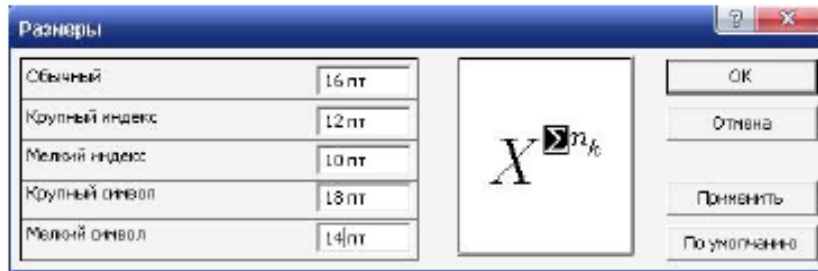 Размеры
Обычный 16 пт
Крупный индекс 12 пт
Мелкий индекс 10 пт
Крупный символ 18 пт
Мелкий символ 14 пт
X Σ n k
ОК
Отмена
Применить
По умолчанию